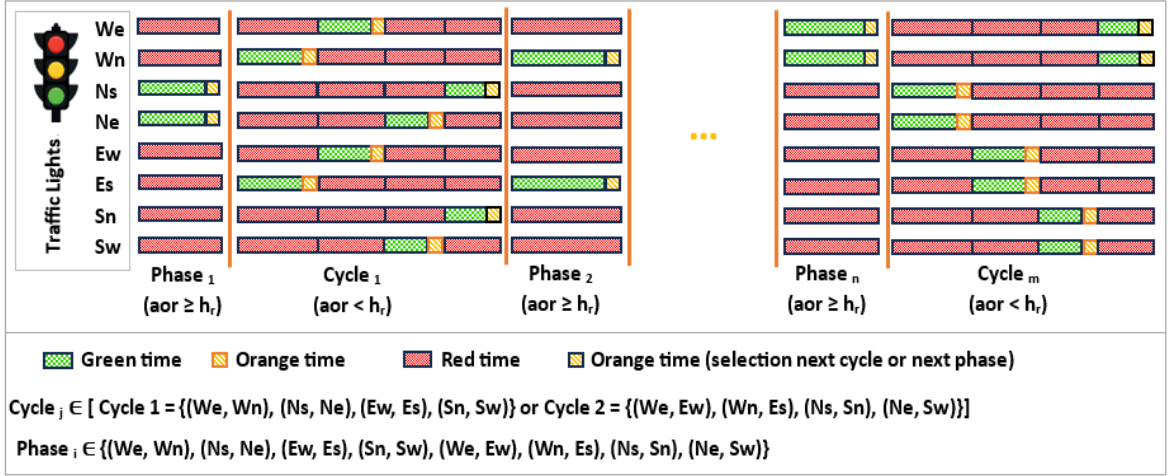 Traffic Lights
We
Wn
Ns
Ne
Ew
Es
Sn
Sw
...
Phase 1 Cycle 1 Phase 2 Phase n Cycle m
(aor ≥ hr) (aor < hr) (aor ≥ hr) (aor ≥ hr) (aor < hr)
Green time Orange time Red time Orange time (selection next cycle or next phase)
Cycle j ∈ [ Cycle 1 = {(We, Wn), (Ns, Ne), (Ew, Es), (Sn, Sw)} or Cycle 2 = {(We, Ew), (Wn, Es), (Ns, Sn), (Ne, Sw)}]
Phase i ∈ {(We, Wn), (Ns, Ne), (Ew, Es), (Sn, Sw), (We, Ew), (Wn, Es), (Ns, Sn), (Ne, Sw)}